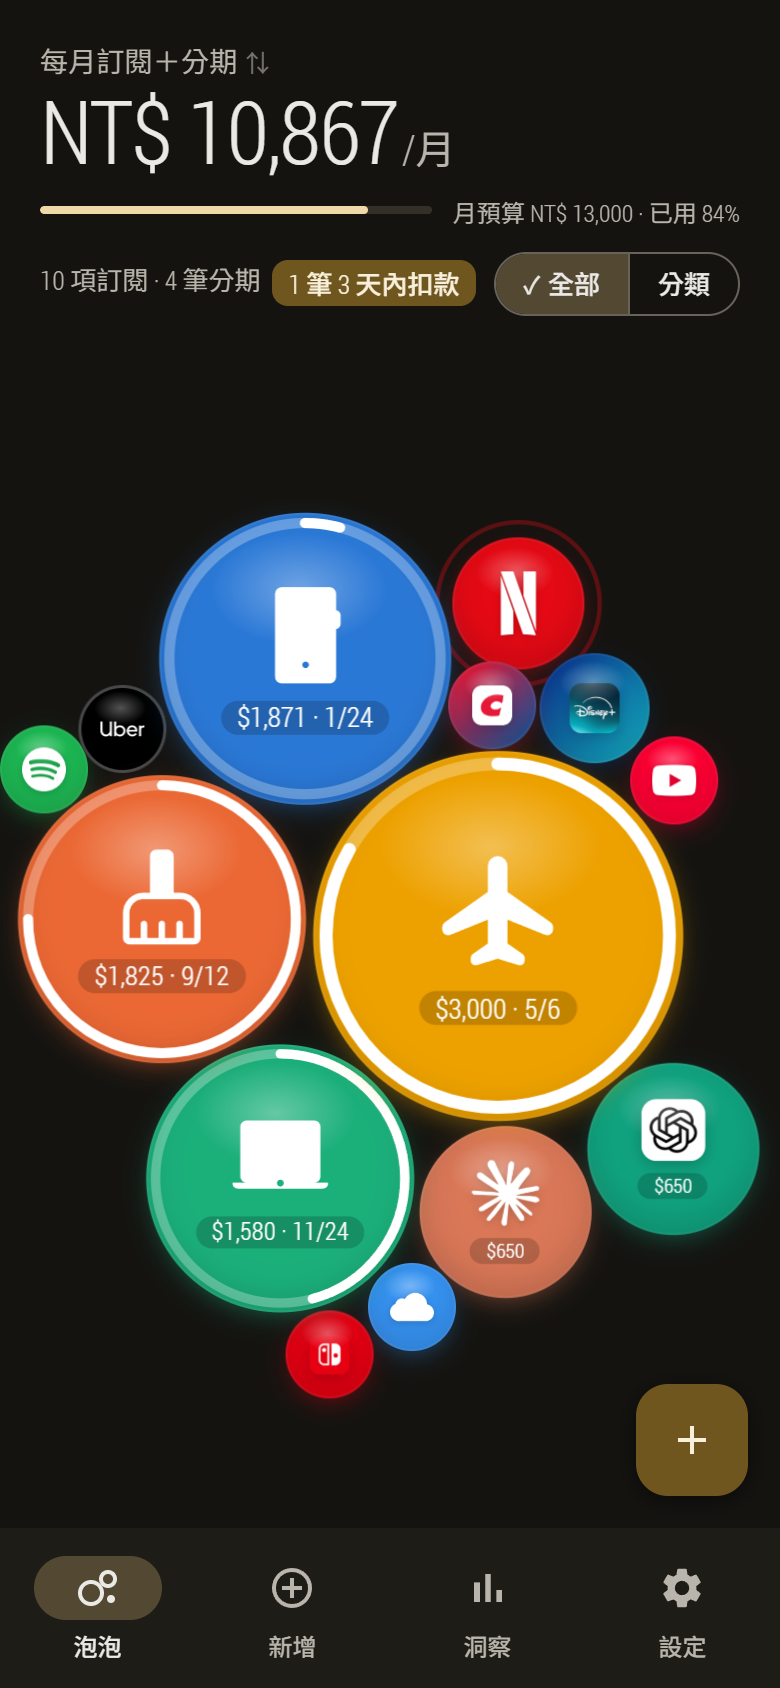 每月訂閱＋分期
NT$ 10,867/月
月預算 NT$ 13,000 · 已用 84%
10 項訂閱 · 4 筆分期
1 筆 3 天內扣款
✓ 全部
分類
N
$1,871 · 1/24
Uber
C
Disney+
$1,825 · 9/12
$3,000 · 5/6
$650
$1,580 · 11/24
$650
+
泡泡
新增
洞察
設定